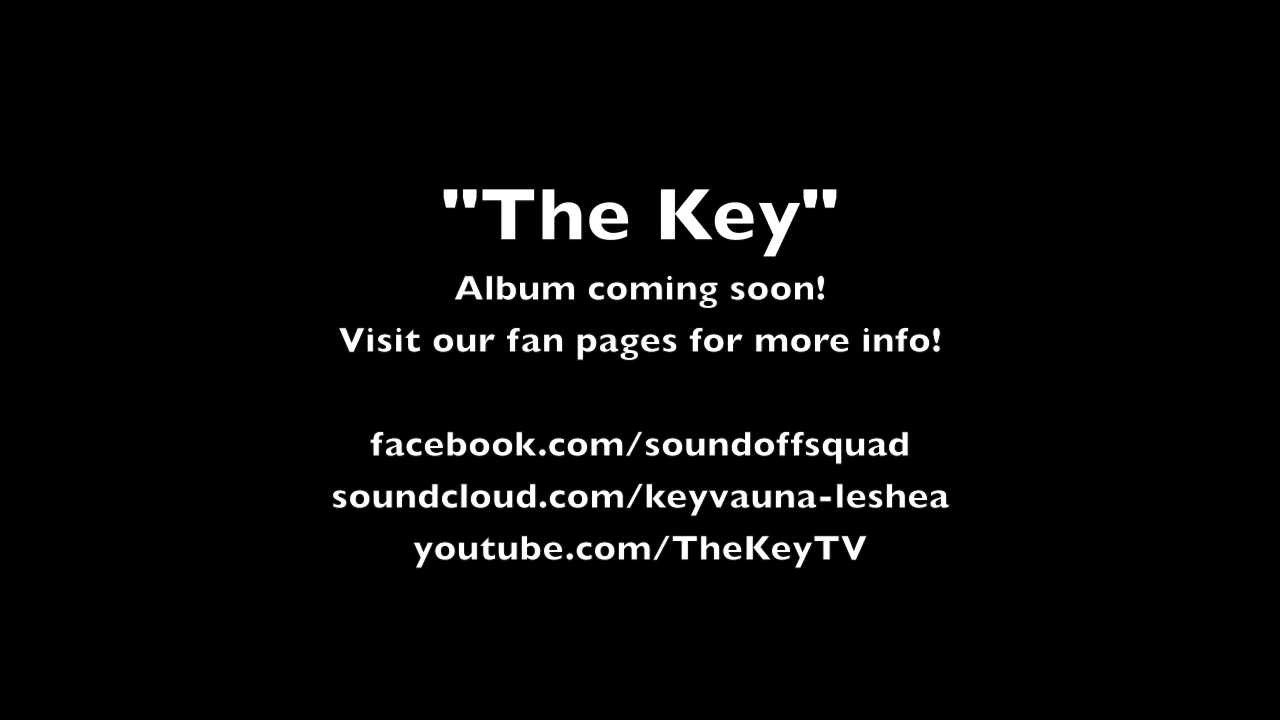 "The Key"
Album coming soon!
Visit our fan pages for more info!
facebook.com/soundoffsquad
soundcloud.com/keyvauna-leshea
youtube.com/TheKeyTV